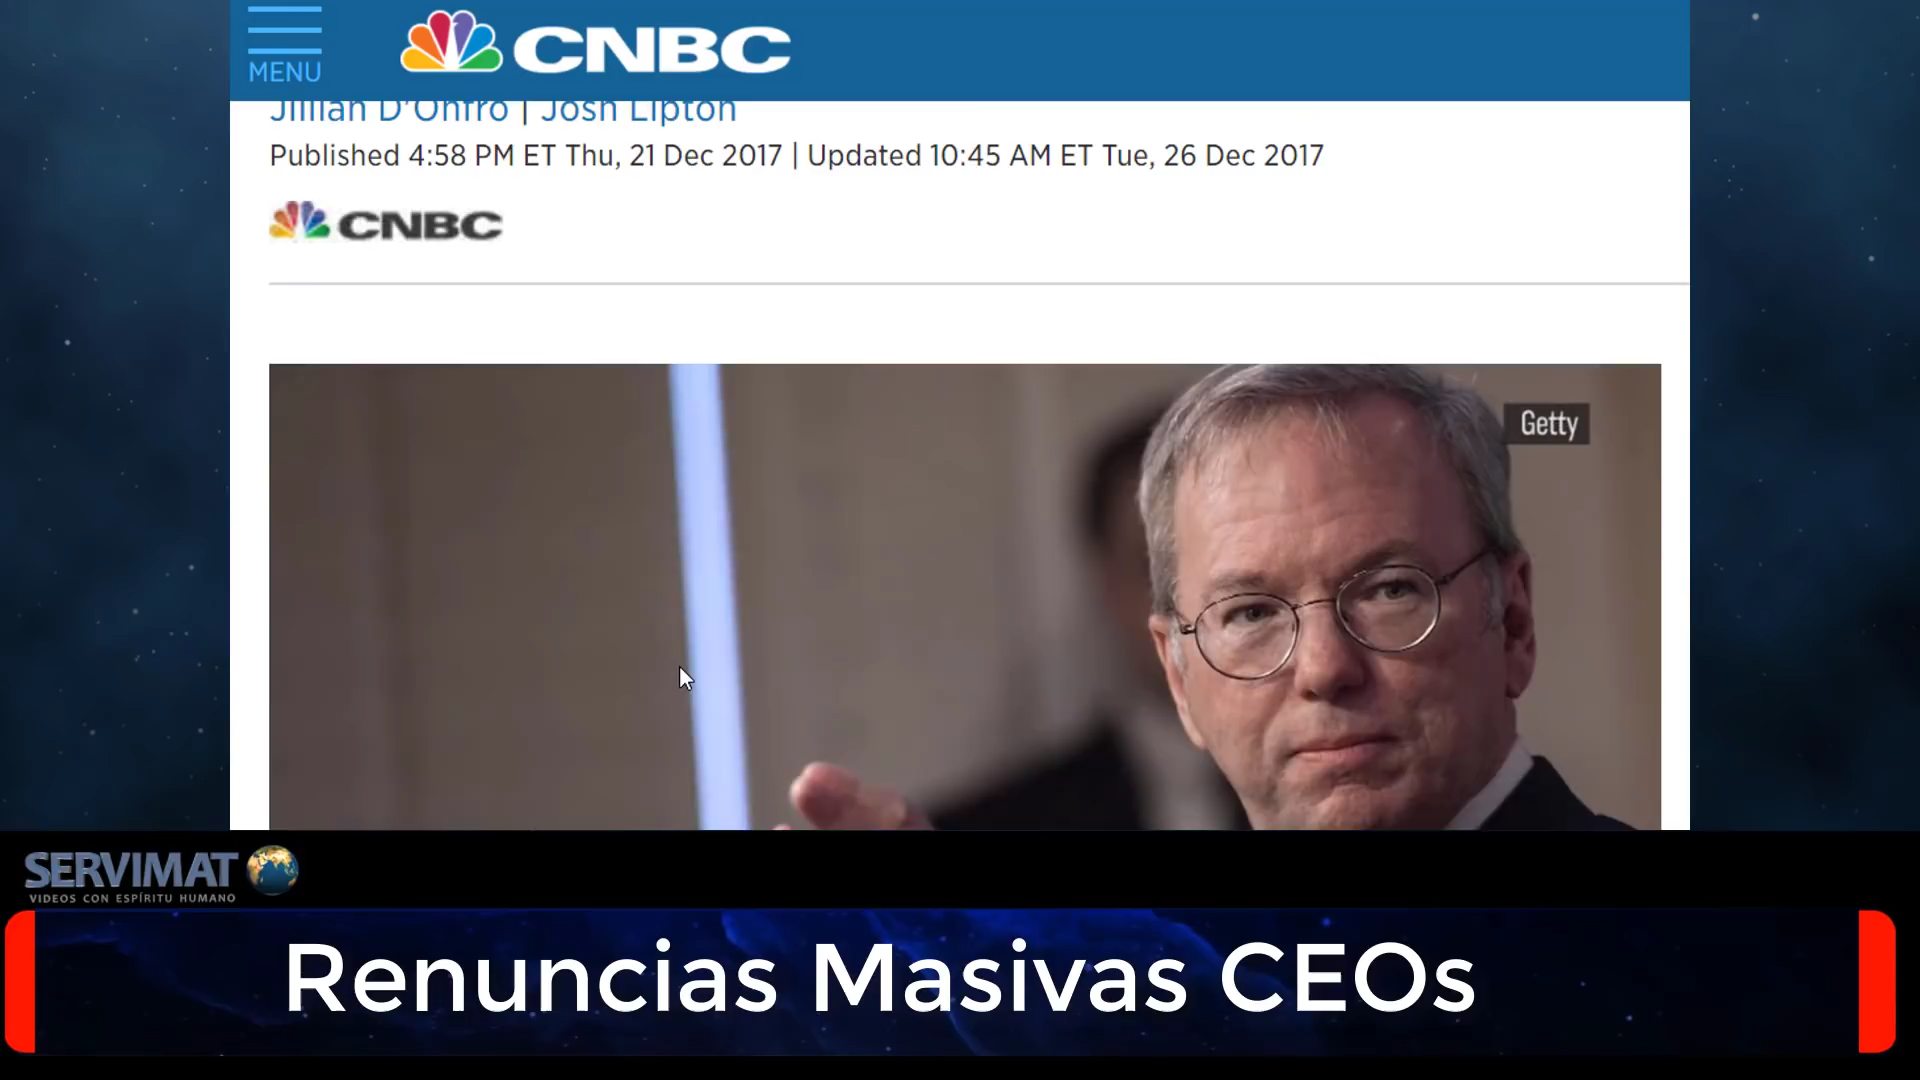 MENU
CNBC
Jillian D'Onfro | Josh Lipton
Published 4:58 PM ET Thu, 21 Dec 2017 | Updated 10:45 AM ET Tue, 26 Dec 2017
CNBC
Getty
SERVIMAT
VIDEOS CON ESPÍRITU HUMANO
Renuncias Masivas CEOs